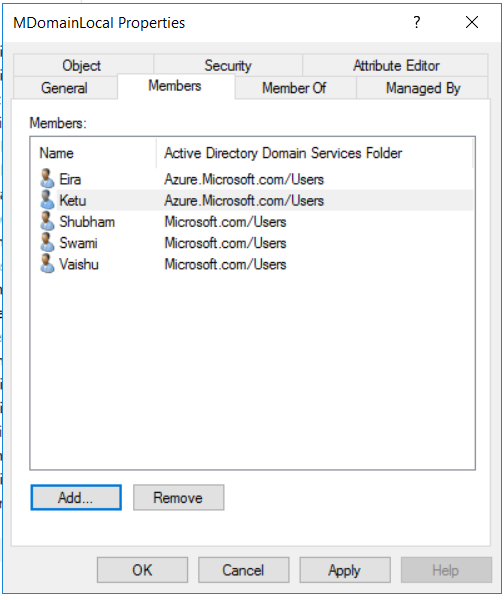 MDomainLocal Properties ?
Object Security Attribute Editor
General Members Member Of Managed By
Members:
Name Active Directory Domain Services Folder
Eira Azure.Microsoft.com/Users
Ketu Azure.Microsoft.com/Users
Shubham Microsoft.com/Users
Swami Microsoft.com/Users
Vaishu Microsoft.com/Users
Add... Remove
OK Cancel Apply Help